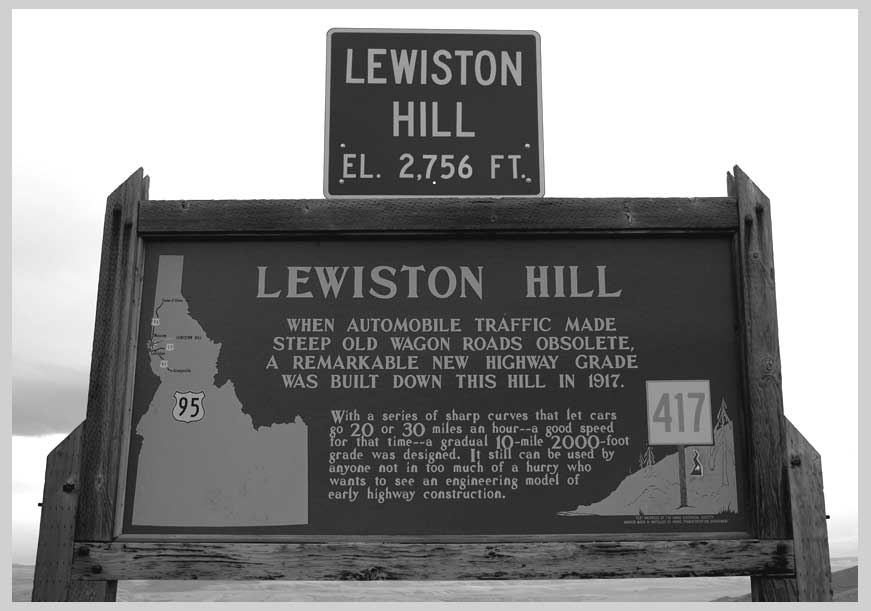 LEWISTON
HILL
EL. 2,756 FT.
LEWISTON HILL
WHEN AUTOMOBILE TRAFFIC MADE
STEEP OLD WAGON ROADS OBSOLETE,
A REMARKABLE NEW HIGHWAY GRADE
WAS BUILT DOWN THIS HILL IN 1917.
95
With a series of sharp curves that let cars
go 20 or 30 miles an hour--a good speed
for that time--a gradual 10-mile 2000-foot
grade was designed. It still can be used by
anyone not in too much of a hurry who
wants to see an engineering model of
early highway construction.
417
LEWISTON HILL